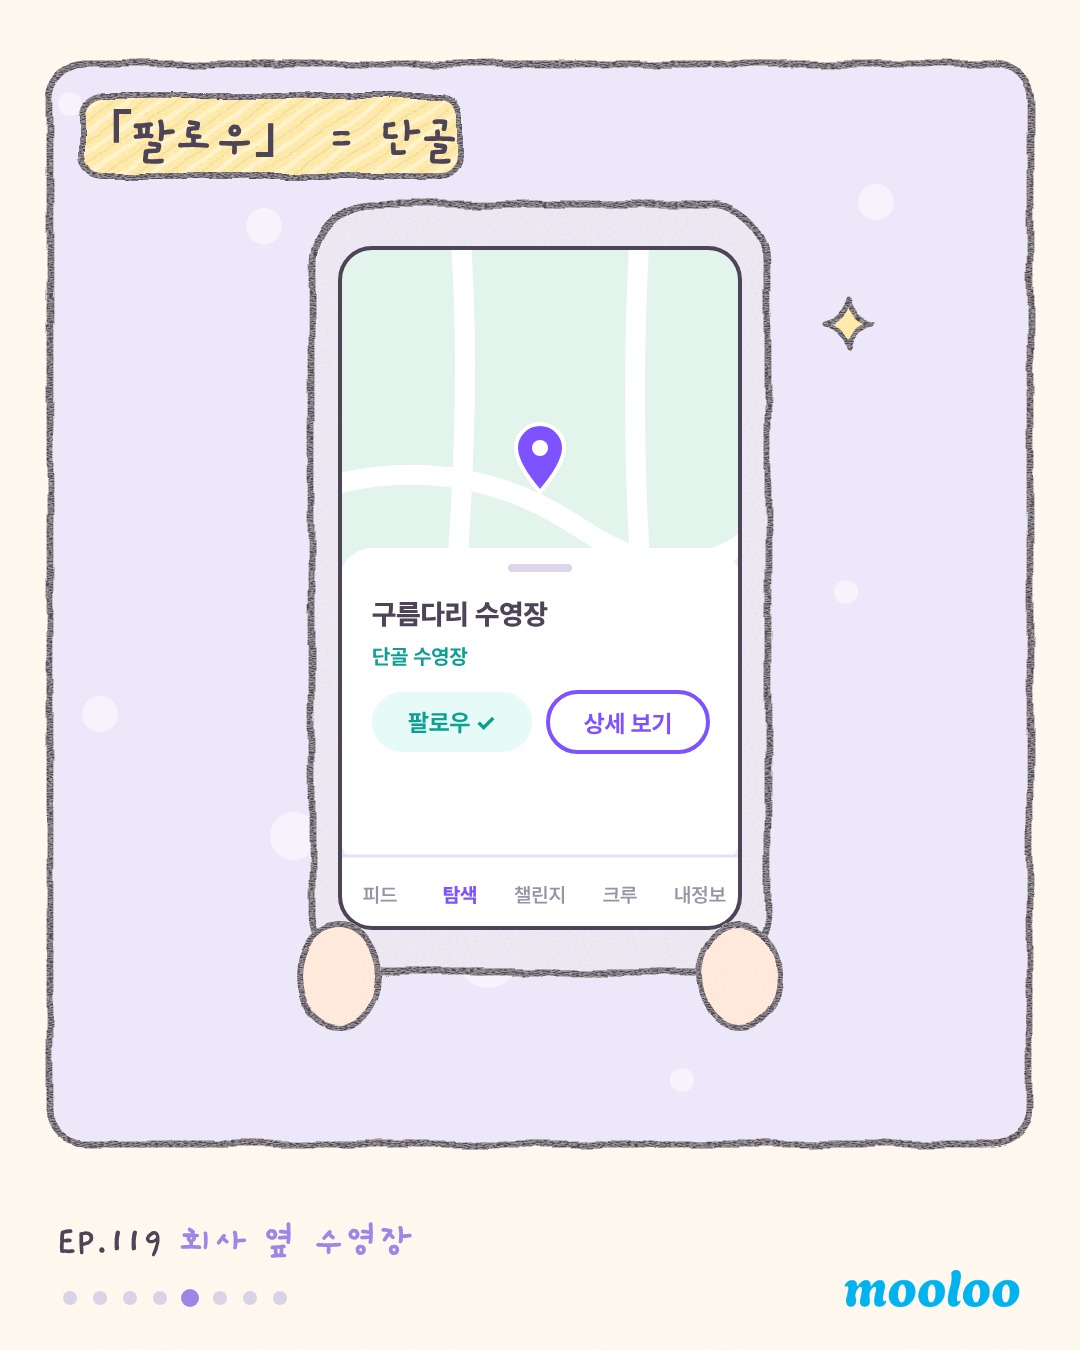 「팔로우」 = 단골
구름다리 수영장
단골 수영장
팔로우 ✓ 상세 보기
피드 탐색 챌린지 크루 내정보
EP.119 회사 옆 수영장
mooloo